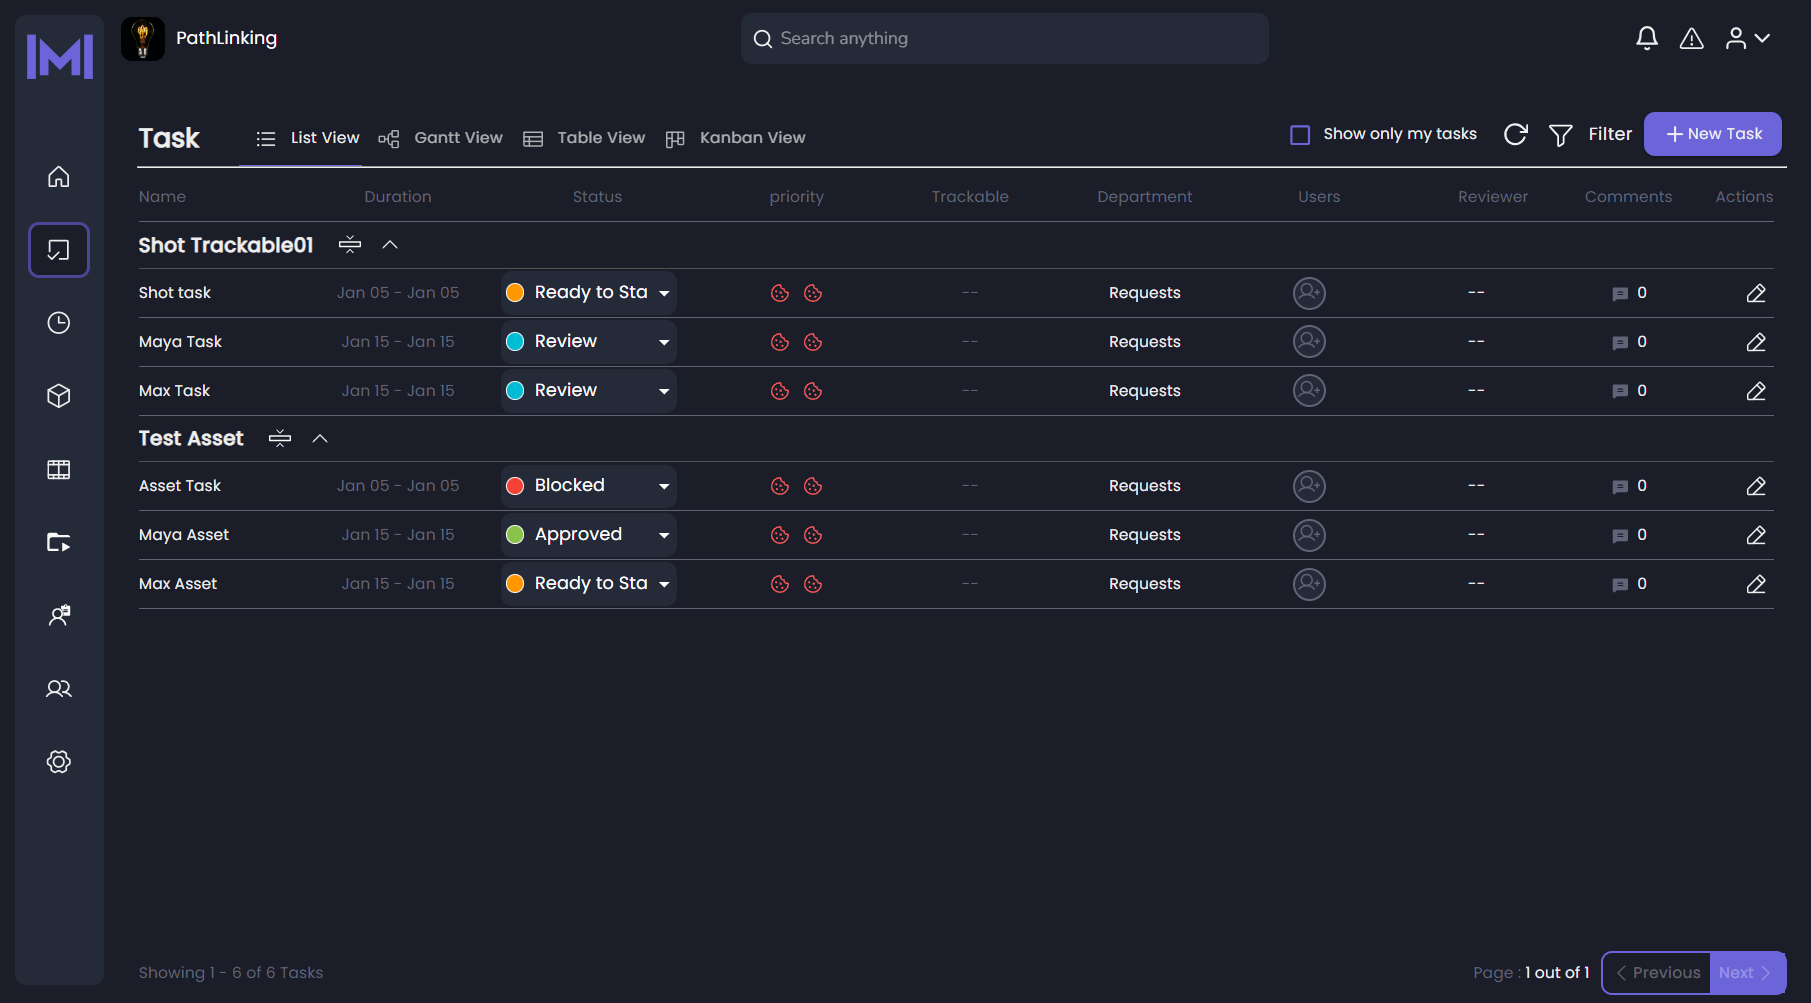 PathLinking
Search anything
Task
List View
Gantt View
Table View
Kanban View
Show only my tasks
Filter
New Task
Name Duration Status priority Trackable Department Users Reviewer Comments Actions
Shot Trackable01
Shot task Jan 05 - Jan 05 Ready to Sta -- Requests -- 0
Maya Task Jan 15 - Jan 15 Review -- Requests -- 0
Max Task Jan 15 - Jan 15 Review -- Requests -- 0
Test Asset
Asset Task Jan 05 - Jan 05 Blocked -- Requests -- 0
Maya Asset Jan 15 - Jan 15 Approved -- Requests -- 0
Max Asset Jan 15 - Jan 15 Ready to Sta -- Requests -- 0
Showing 1 - 6 of 6 Tasks
Page : 1 out of 1
Previous
Next